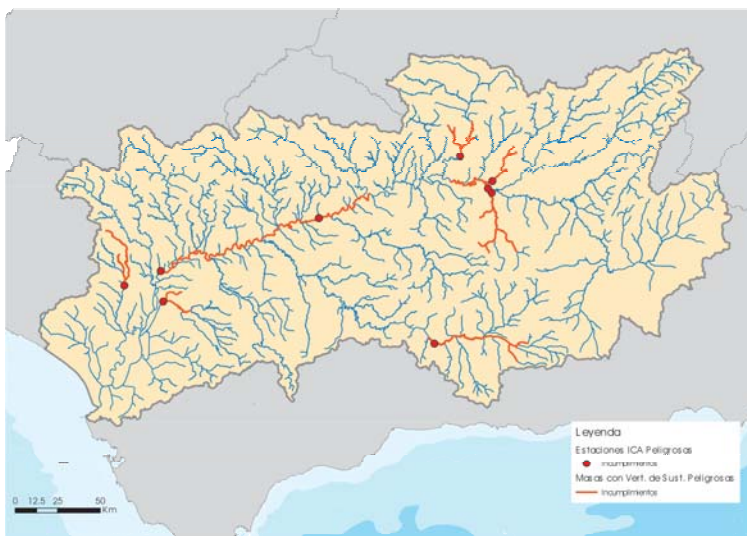 Leyenda
Estaciones ICA Peligrosas
Incumplimientos
Masas con Vert. de Sust. Peligrosas
Incumplimientos
0 12.5 25 50
Km